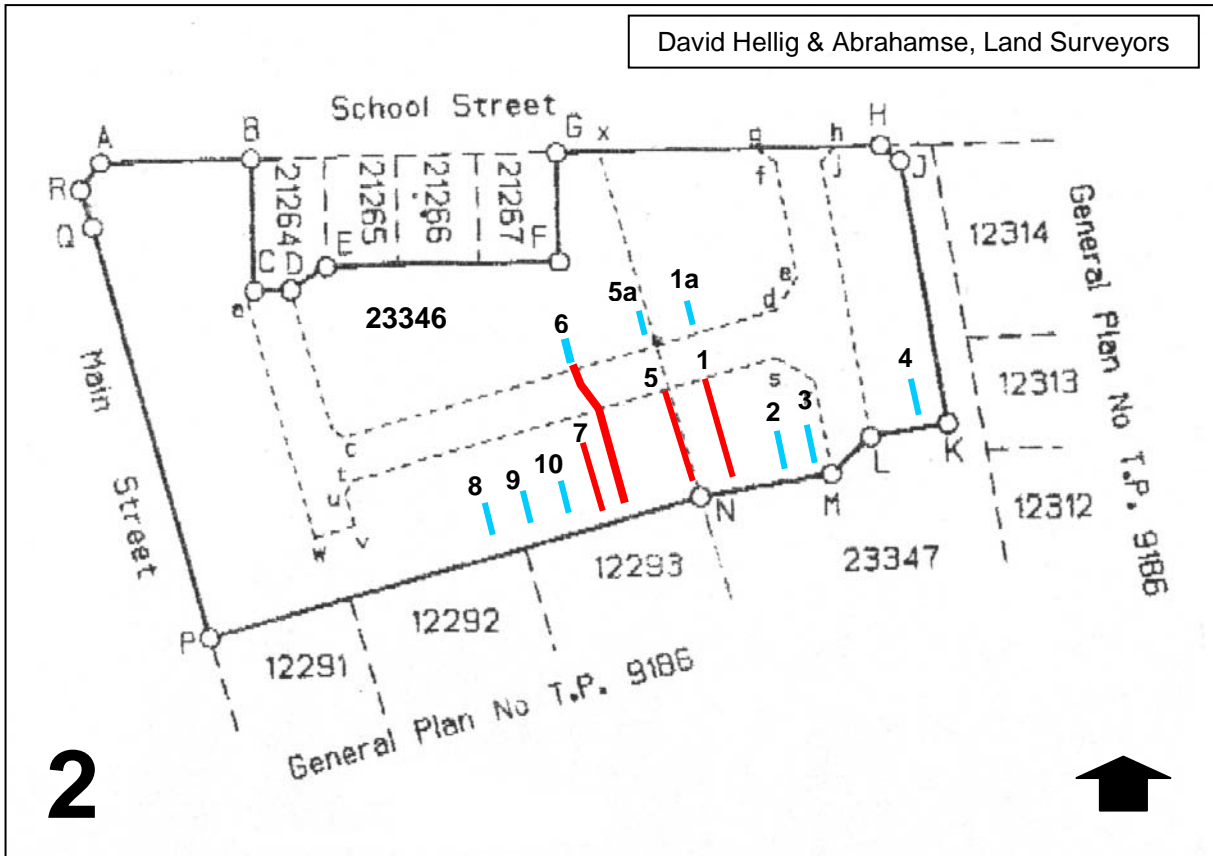 David Hellig & Abrahamse, Land Surveyors
School Street
A
B
G
x
g
h
H
R
f
j
J
Q
21264
21265
21266
21267
General Plan No T.P. 9186
12314
C
D
E
F
e
a
d
23346
5a
1a
6
Main Street
5
1
s
4
12313
2
3
7
c
t
L
K
8
9
10
u
M
N
12312
w
v
12293
23347
12292
P
12291
General Plan No T.P. 9186
2